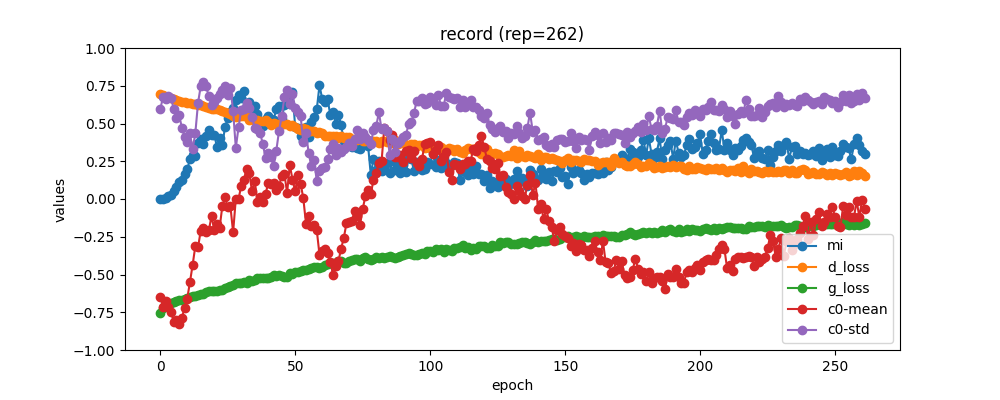 record (rep=262)
1.00
0.75
0.50
0.25
0.00
−0.25
−0.50
−0.75
−1.00
values
0 50 100 150 200 250
epoch
mi
d_loss
g_loss
c0-mean
c0-std